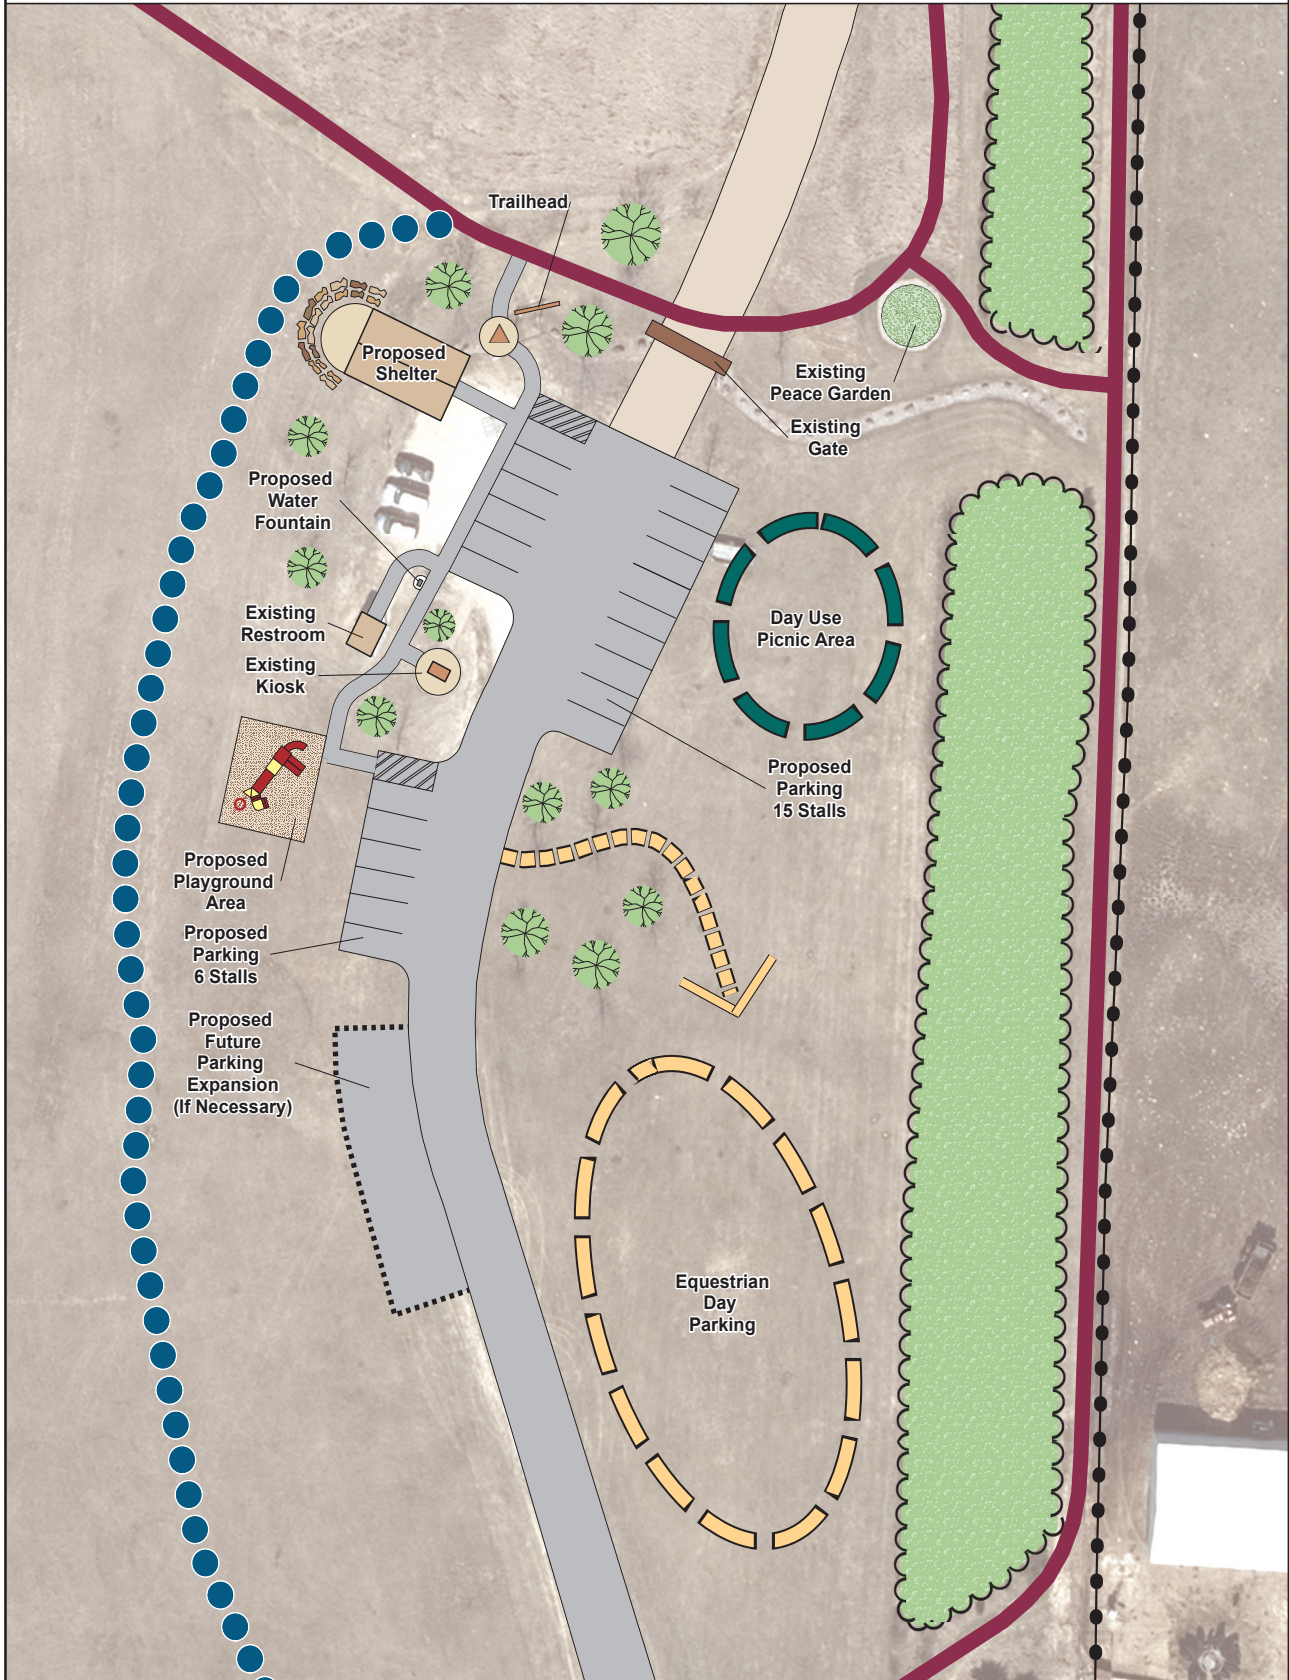 Trailhead
Proposed
Shelter
Existing
Peace Garden
Existing
Gate
Proposed
Water
Fountain
Existing
Restroom
Existing
Kiosk
Day Use
Picnic Area
Proposed
Parking
15 Stalls
Proposed
Playground
Area
Proposed
Parking
6 Stalls
Proposed
Future
Parking
Expansion
(If Necessary)
Equestrian
Day
Parking